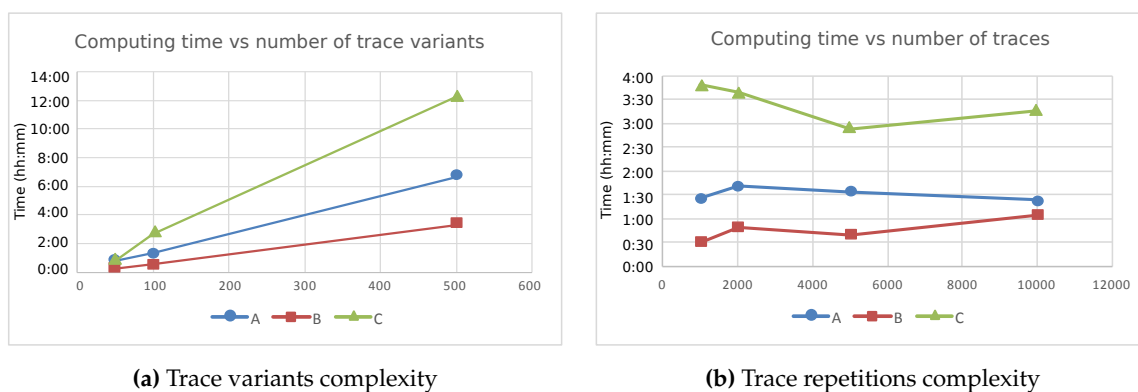 Computing time vs number of trace variants
14:00
12:00
10:00
8:00
6:00
4:00
2:00
0:00
Time (hh:mm)
0 100 200 300 400 500 600
A B C
(a) Trace variants complexity
Computing time vs number of traces
4:00
3:30
3:00
2:30
2:00
1:30
1:00
0:30
0:00
Time (hh:mm)
0 2000 4000 6000 8000 10000 12000
A B C
(b) Trace repetitions complexity